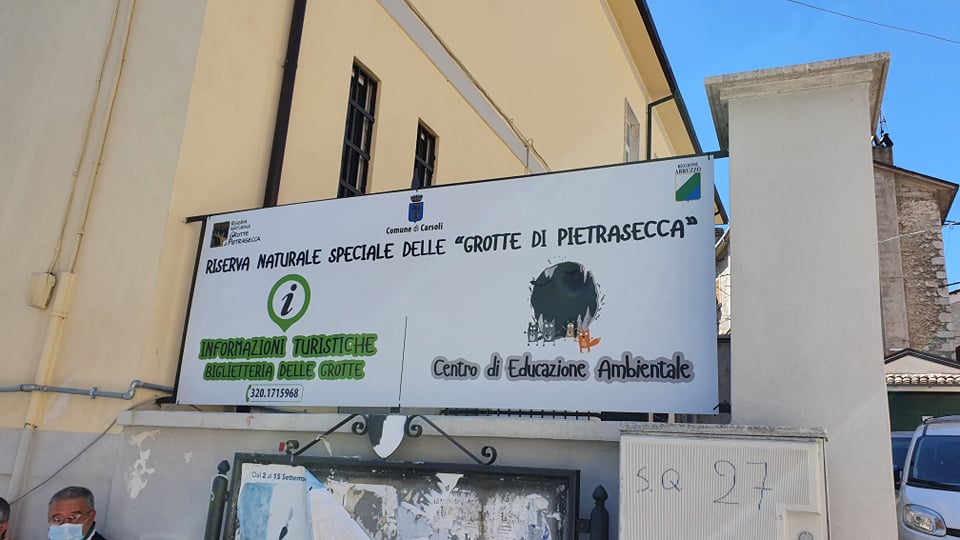 REGIONE
ABRUZZO
RISERVA
NATURALE
GROTTE
PIETRASECCA
Comune di Carsoli
RISERVA NATURALE SPECIALE DELLE "GROTTE DI PIETRASECCA"
i
INFORMAZIONI TURISTICHE
BIGLIETTERIA DELLE GROTTE
320.1715968
Centro di Educazione Ambientale
Dal 2 al 15 Settembre
S.Q 27